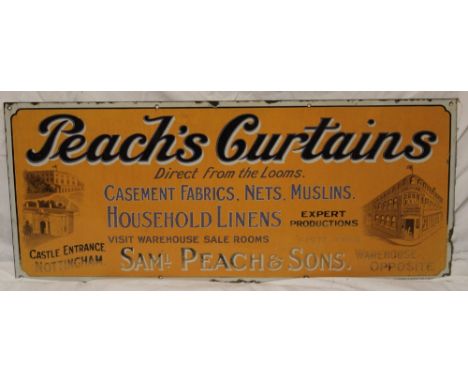 Peach's Curtains
Direct from the Looms.
Casement Fabrics, Nets, Muslins.
Household Linens
Expert
Productions
Visit Warehouse Sale Rooms
Castle Entrance,
Nottingham
Saml. Peach & Sons.
Warehouse
Opposite